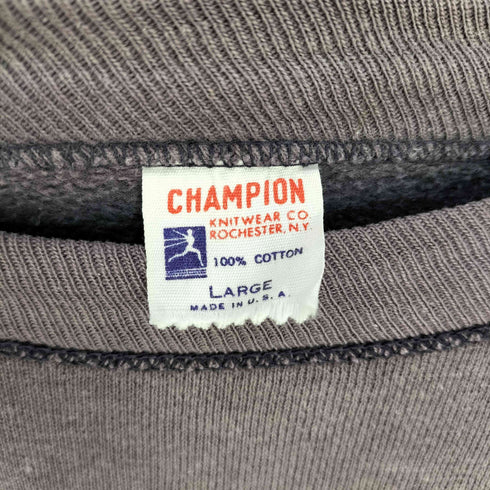 CHAMPION
KNITWEAR CO.
ROCHESTER, N.Y.
100% COTTON
LARGE
MADE IN U.S.A.